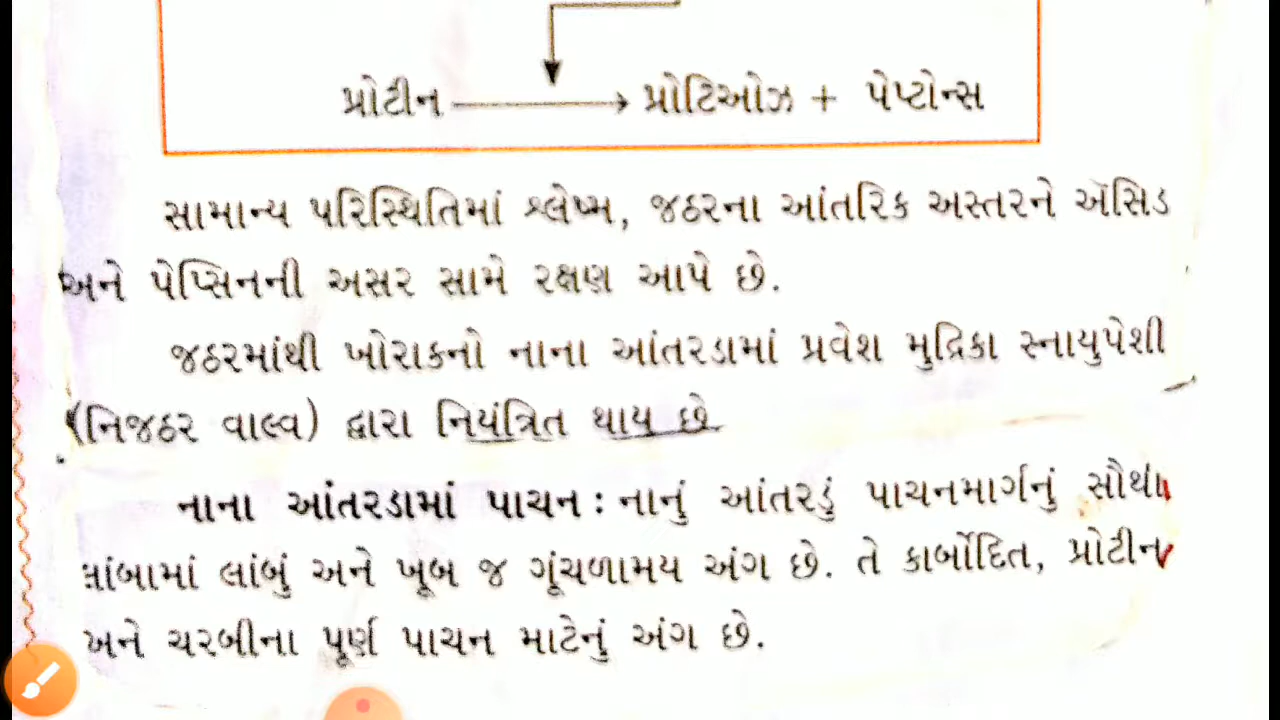 પ્રોટીન → પ્રોટિઓઝ + પેપ્ટોન્સ
સામાન્ય પરિસ્થિતિમાં શ્લેષ્મ, જઠરના આંતરિક અસ્તરને ઍસિડ
અને પેપ્સિનની અસર સામે રક્ષણ આપે છે.
જઠરમાંથી ખોરાકનો નાના આંતરડામાં પ્રવેશ મુદ્રિકા સ્નાયુપેશી
(નિજઠર વાલ્વ) દ્વારા નિયંત્રિત થાય છે
નાના આંતરડામાં પાચન : નાનું આંતરડું પાચનમાર્ગનું સૌથી
લાંબામાં લાંબું અને ખૂબ જ ગૂંચળામય અંગ છે. તે કાર્બોદિત, પ્રોટીન
અને ચરબીના પૂર્ણ પાચન માટેનું અંગ છે.